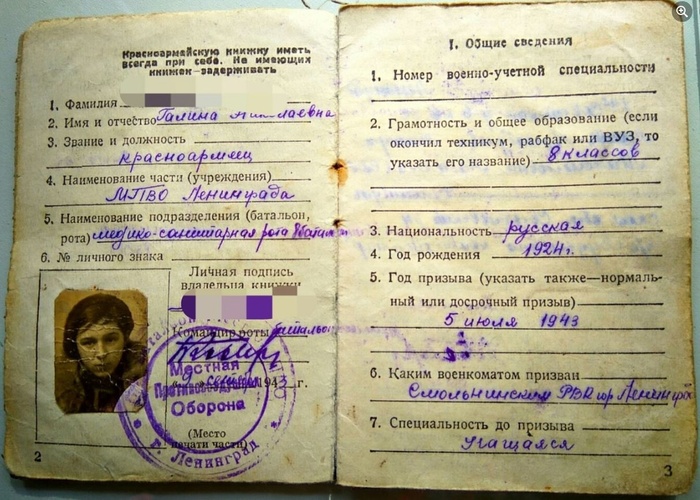 Красноармейскую книжку иметь
всегда при себе. Не имеющих
книжек—задерживать
1. Фамилия
2. Имя и отчество Галина
3. Звание и должность
красноармеец
4. Наименование части (учреждения)
МПВО Ленинграда
5. Наименование подразделения (батальон,
рота) медико-санитарная рота
6. № личного знака
Личная подпись
владельца книжки
Командир роты
1943 г.
Местная
Противовоздушная
Оборона
г. Ленинград
(Место
печати части)
2
I. Общие сведения
1. Номер военно-учетной специальности
2. Грамотность и общее образование (если
окончил техникум, рабфак или ВУЗ, то
указать его название) 8 классов
3. Национальность русская
4. Год рождения 1924 г.
5. Год призыва (указать также—нормаль-
ный или досрочный призыв)
5 июля 1943
6. Каким военкоматом призван
Смольнинским РВК гор Ленинград
7. Специальность до призыва
учащаяся
3